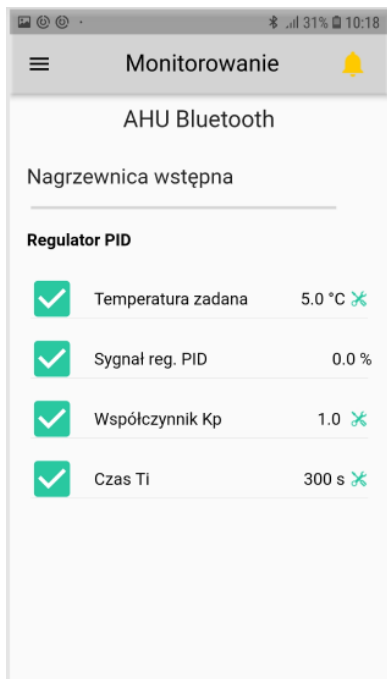 31% 10:18
Monitorowanie
AHU Bluetooth
Nagrzewnica wstępna
Regulator PID
Temperatura zadana 5.0 °C
Sygnał reg. PID 0.0 %
Współczynnik Kp 1.0
Czas Ti 300 s